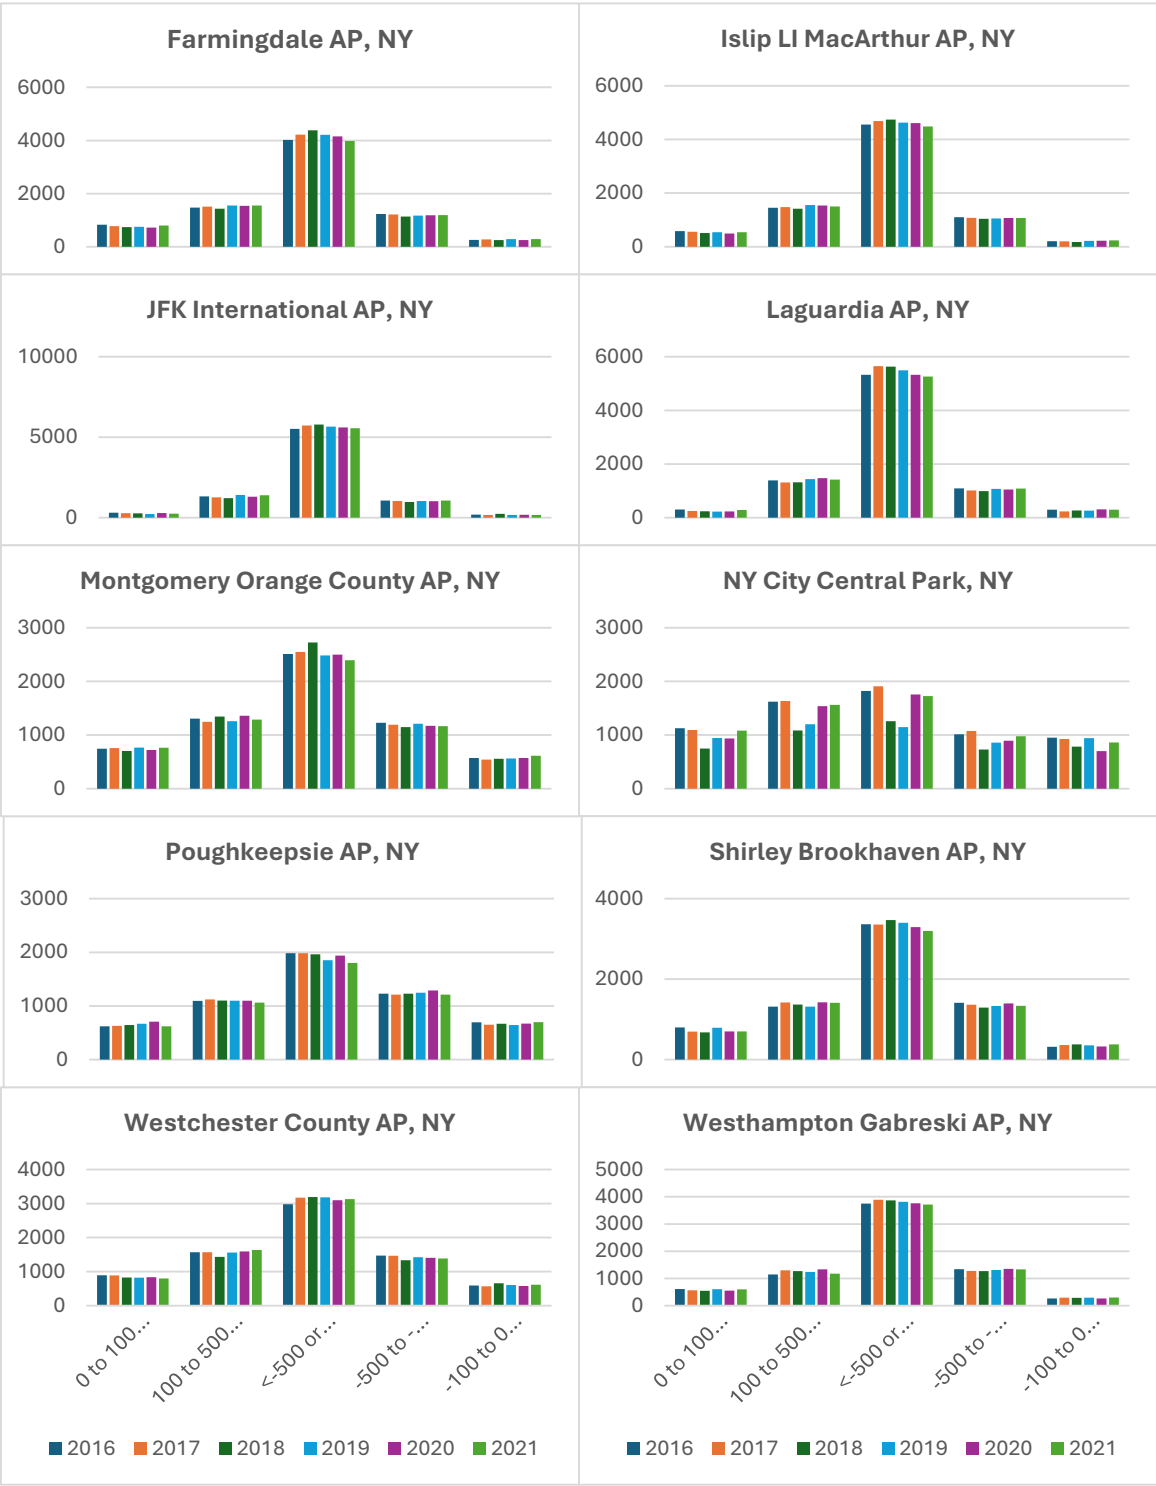 Farmingdale AP, NY
6000
4000
2000
0
Islip LI MacArthur AP, NY
6000
4000
2000
0
JFK International AP, NY
10000
5000
0
Laguardia AP, NY
6000
4000
2000
0
Montgomery Orange County AP, NY
3000
2000
1000
0
NY City Central Park, NY
3000
2000
1000
0
Poughkeepsie AP, NY
3000
2000
1000
0
Shirley Brookhaven AP, NY
4000
2000
0
Westchester County AP, NY
4000
3000
2000
1000
0
0 to 100...
100 to 500...
<-500 or...
-500 to -...
-100 to 0...
2016 2017 2018 2019 2020 2021
Westhampton Gabreski AP, NY
5000
4000
3000
2000
1000
0
0 to 100...
100 to 500...
<-500 or...
-500 to -...
-100 to 0...
2016 2017 2018 2019 2020 2021